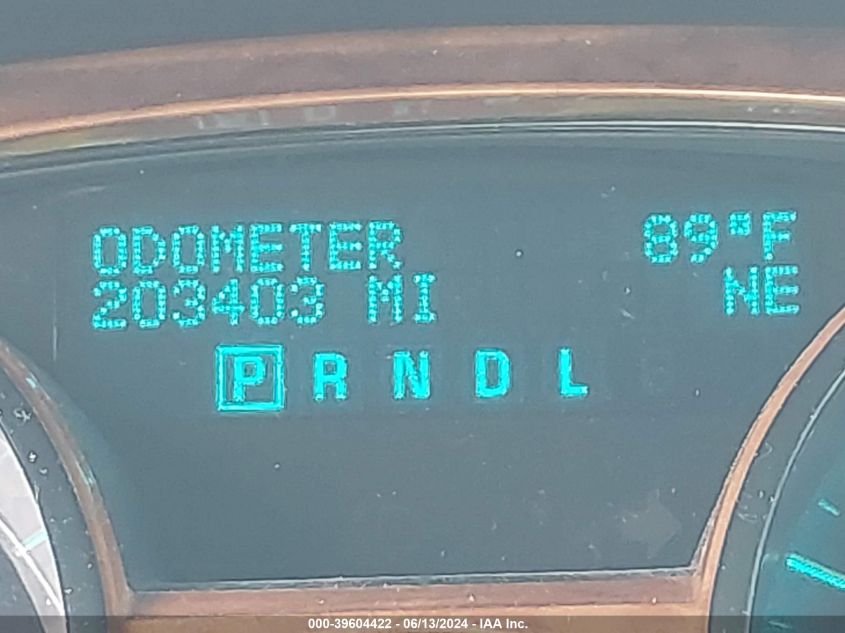 ODOMETER 89°F
203403 MI NE
P R N D L
000-39604422 - 06/13/2024 - IAA Inc.